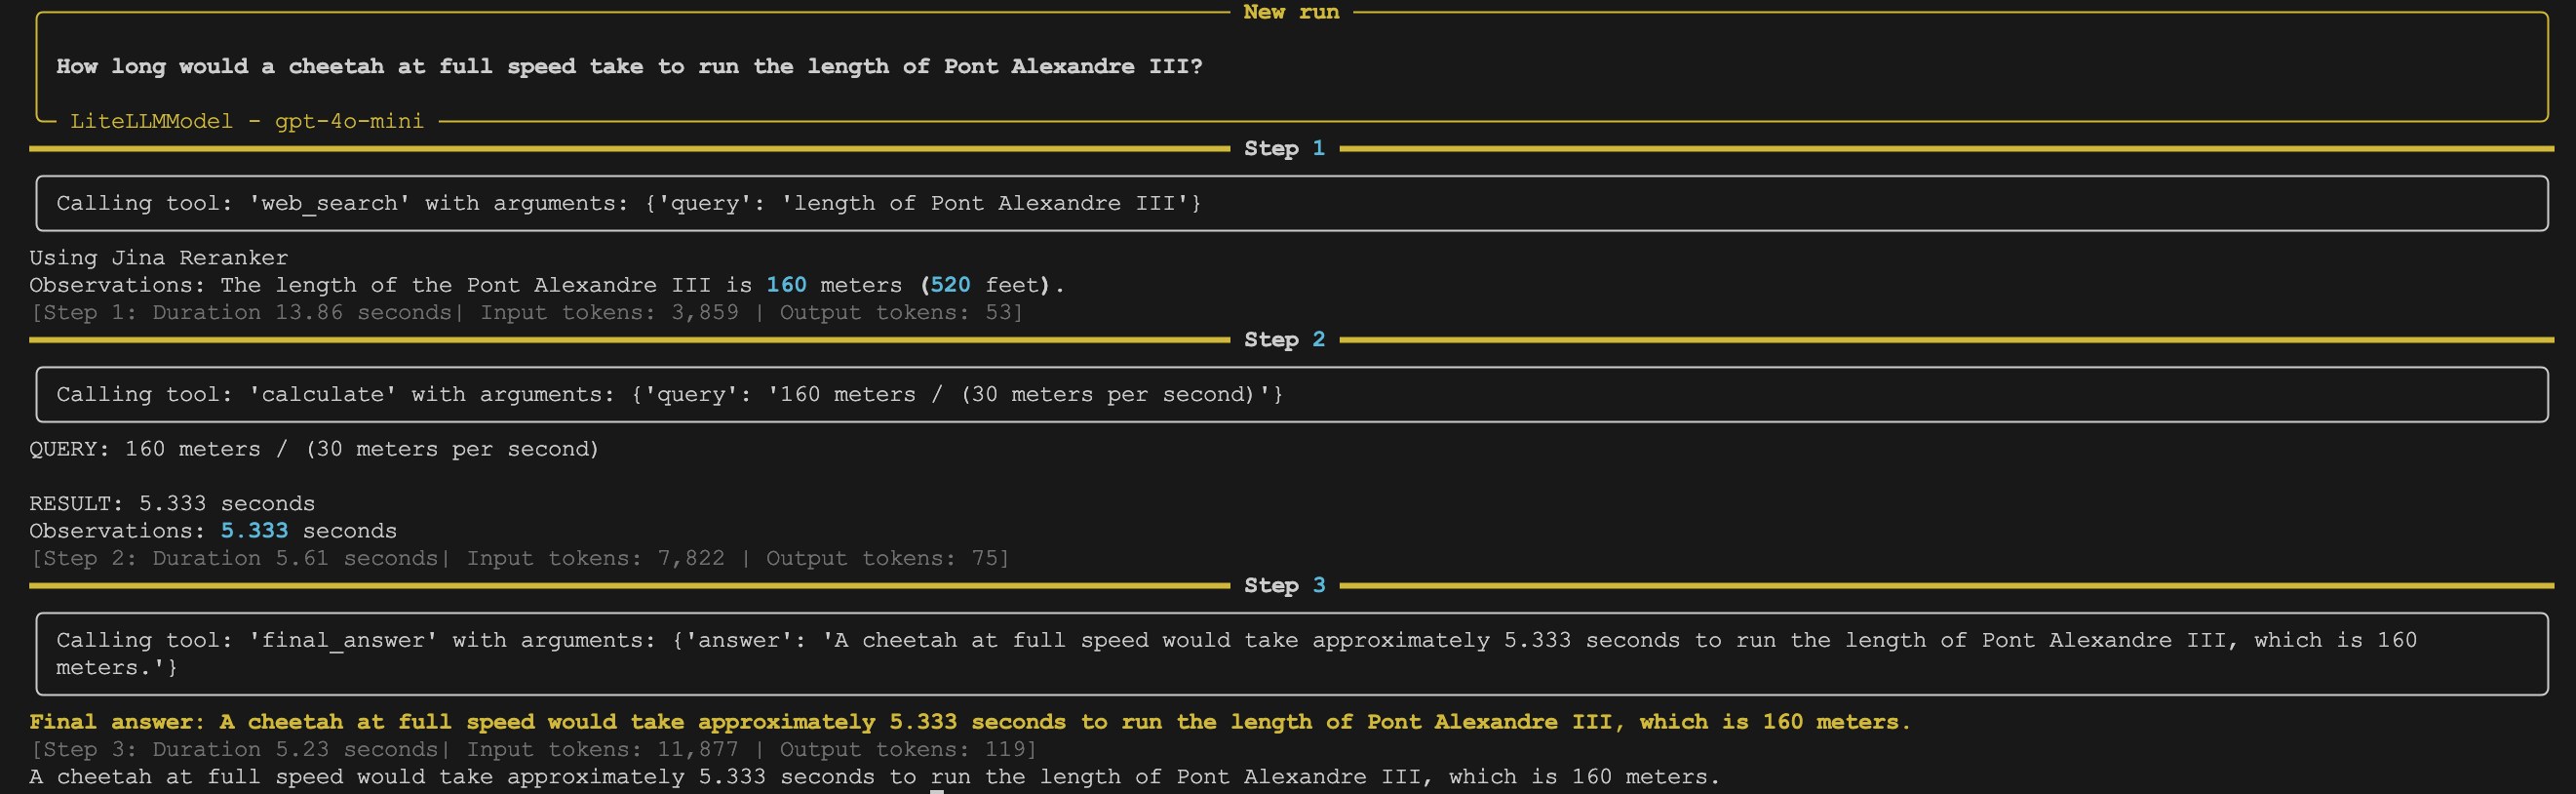 New run
How long would a cheetah at full speed take to run the length of Pont Alexandre III?
LiteLLMModel - gpt-4o-mini
Step 1
Calling tool: 'web_search' with arguments: {'query': 'length of Pont Alexandre III'}
Using Jina Reranker
Observations: The length of the Pont Alexandre III is 160 meters (520 feet).
[Step 1: Duration 13.86 seconds| Input tokens: 3,859 | Output tokens: 53]
Step 2
Calling tool: 'calculate' with arguments: {'query': '160 meters / (30 meters per second)'}
QUERY: 160 meters / (30 meters per second)
RESULT: 5.333 seconds
Observations: 5.333 seconds
[Step 2: Duration 5.61 seconds| Input tokens: 7,822 | Output tokens: 75]
Step 3
Calling tool: 'final_answer' with arguments: {'answer': 'A cheetah at full speed would take approximately 5.333 seconds to run the length of Pont Alexandre III, which is 160
meters.'}
Final answer: A cheetah at full speed would take approximately 5.333 seconds to run the length of Pont Alexandre III, which is 160 meters.
[Step 3: Duration 5.23 seconds| Input tokens: 11,877 | Output tokens: 119]
A cheetah at full speed would take approximately 5.333 seconds to run the length of Pont Alexandre III, which is 160 meters.